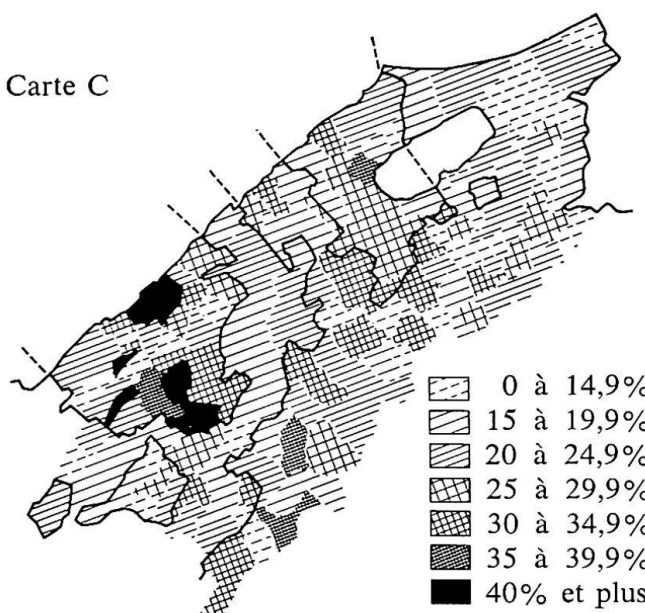 Carte C
0 à 14,9%
15 à 19,9%
20 à 24,9%
25 à 29,9%
30 à 34,9%
35 à 39,9%
40% et plus